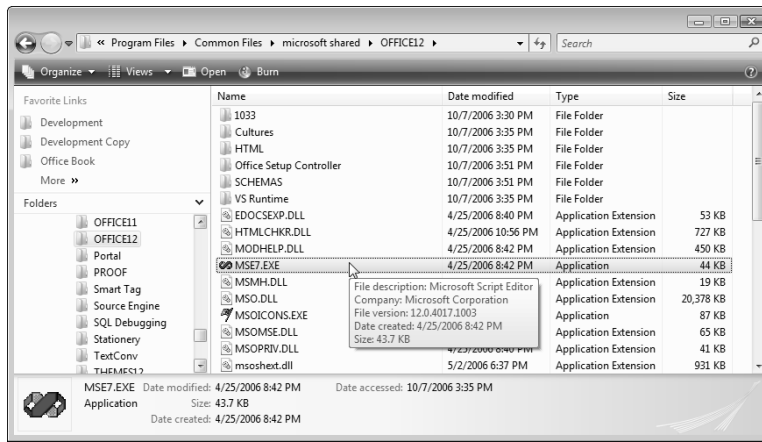 « Program Files ▸ Common Files ▸ microsoft shared ▸ OFFICE12 ▸ Search
Organize Views Open Burn
Favorite Links
Development
Development Copy
Office Book
More »
Folders
OFFICE11
OFFICE12
Portal
PROOF
Smart Tag
Source Engine
SQL Debugging
Stationery
TextConv
THEMES12
Name Date modified Type Size
1033 10/7/2006 3:30 PM File Folder
Cultures 10/7/2006 3:35 PM File Folder
HTML 10/7/2006 3:35 PM File Folder
Office Setup Controller 10/7/2006 3:51 PM File Folder
SCHEMAS 10/7/2006 3:51 PM File Folder
VS Runtime 10/7/2006 3:35 PM File Folder
EDOCSEXP.DLL 4/25/2006 8:40 PM Application Extension 53 KB
HTMLCHKR.DLL 4/25/2006 10:56 PM Application Extension 727 KB
MODHELP.DLL 4/25/2006 8:42 PM Application Extension 450 KB
MSE7.EXE 4/25/2006 8:42 PM Application 44 KB
MSMH.DLL Application Extension 19 KB
MSO.DLL Application Extension 20,378 KB
MSOICONS.EXE Application 87 KB
MSOMSE.DLL Application Extension 65 KB
MSOPRIV.DLL 4/25/2006 8:40 PM Application Extension 41 KB
msoshext.dll 5/2/2006 6:37 PM Application Extension 931 KB
File description: Microsoft Script Editor
Company: Microsoft Corporation
File version: 12.0.4017.1003
Date created: 4/25/2006 8:42 PM
Size: 43.7 KB
MSE7.EXE Date modified: 4/25/2006 8:42 PM Date accessed: 10/7/2006 3:35 PM
Application Size: 43.7 KB
Date created: 4/25/2006 8:42 PM